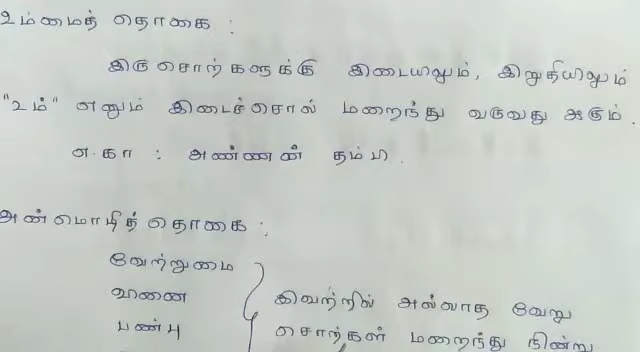 உம்மைத் தொகை :
இரு சொற்களுக்கு இடையிலும், இறுதியிலும்
"உம்" எனும் இடைச்சொல் மறைந்து வருவது ஆகும்.
எ.கா : அண்ணன் தம்பி.
அன்மொழித் தொகை :
வேற்றுமை
வினை
பண்பு
இவற்றில் அல்லாத வேறு
சொற்கள் மறைந்து நின்று